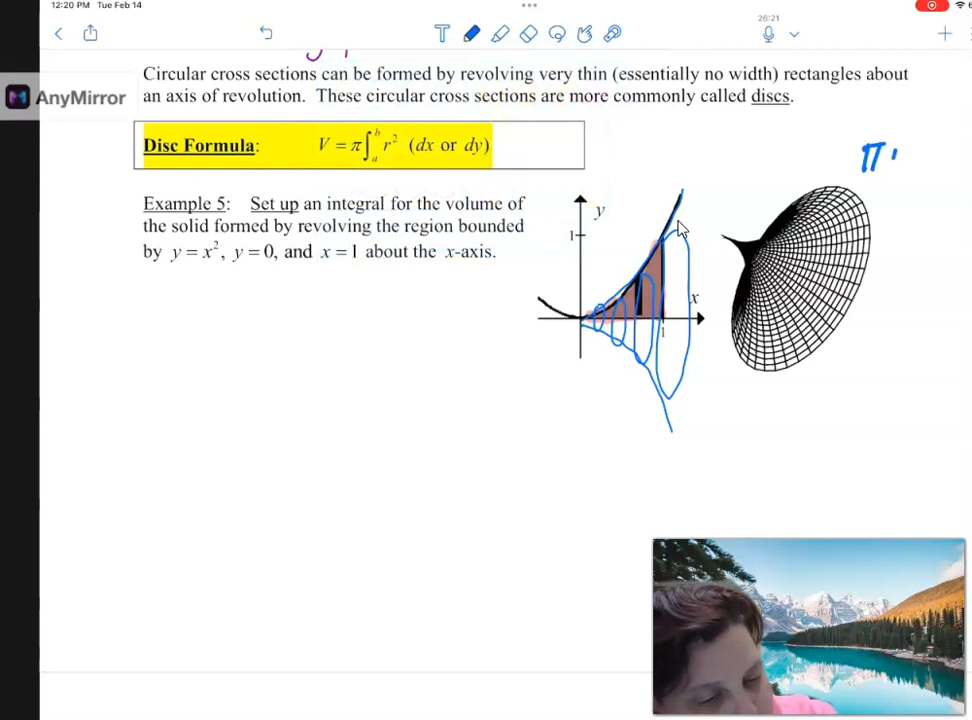 12:20 PM Tue Feb 14
26:21
AnyMirror
Circular cross sections can be formed by revolving very thin (essentially no width) rectangles about
an axis of revolution. These circular cross sections are more commonly called discs.
Disc Formula: V = π∫ₐᵇ r² (dx or dy)
Example 5: Set up an integral for the volume of
the solid formed by revolving the region bounded
by y = x², y = 0, and x = 1 about the x-axis.
y
1
x
1
π